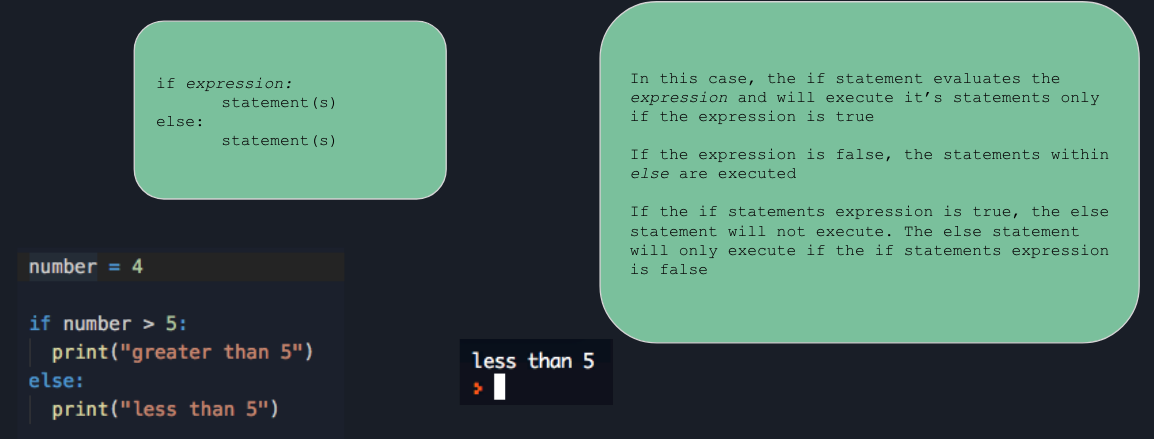 if expression:
statement(s)
else:
statement(s)
In this case, the if statement evaluates the
expression and will execute it’s statements only
if the expression is true
If the expression is false, the statements within
else are executed
If the if statements expression is true, the else
statement will not execute. The else statement
will only execute if the if statements expression
is false
number = 4
if number > 5:
print("greater than 5")
else:
print("less than 5")
less than 5
>